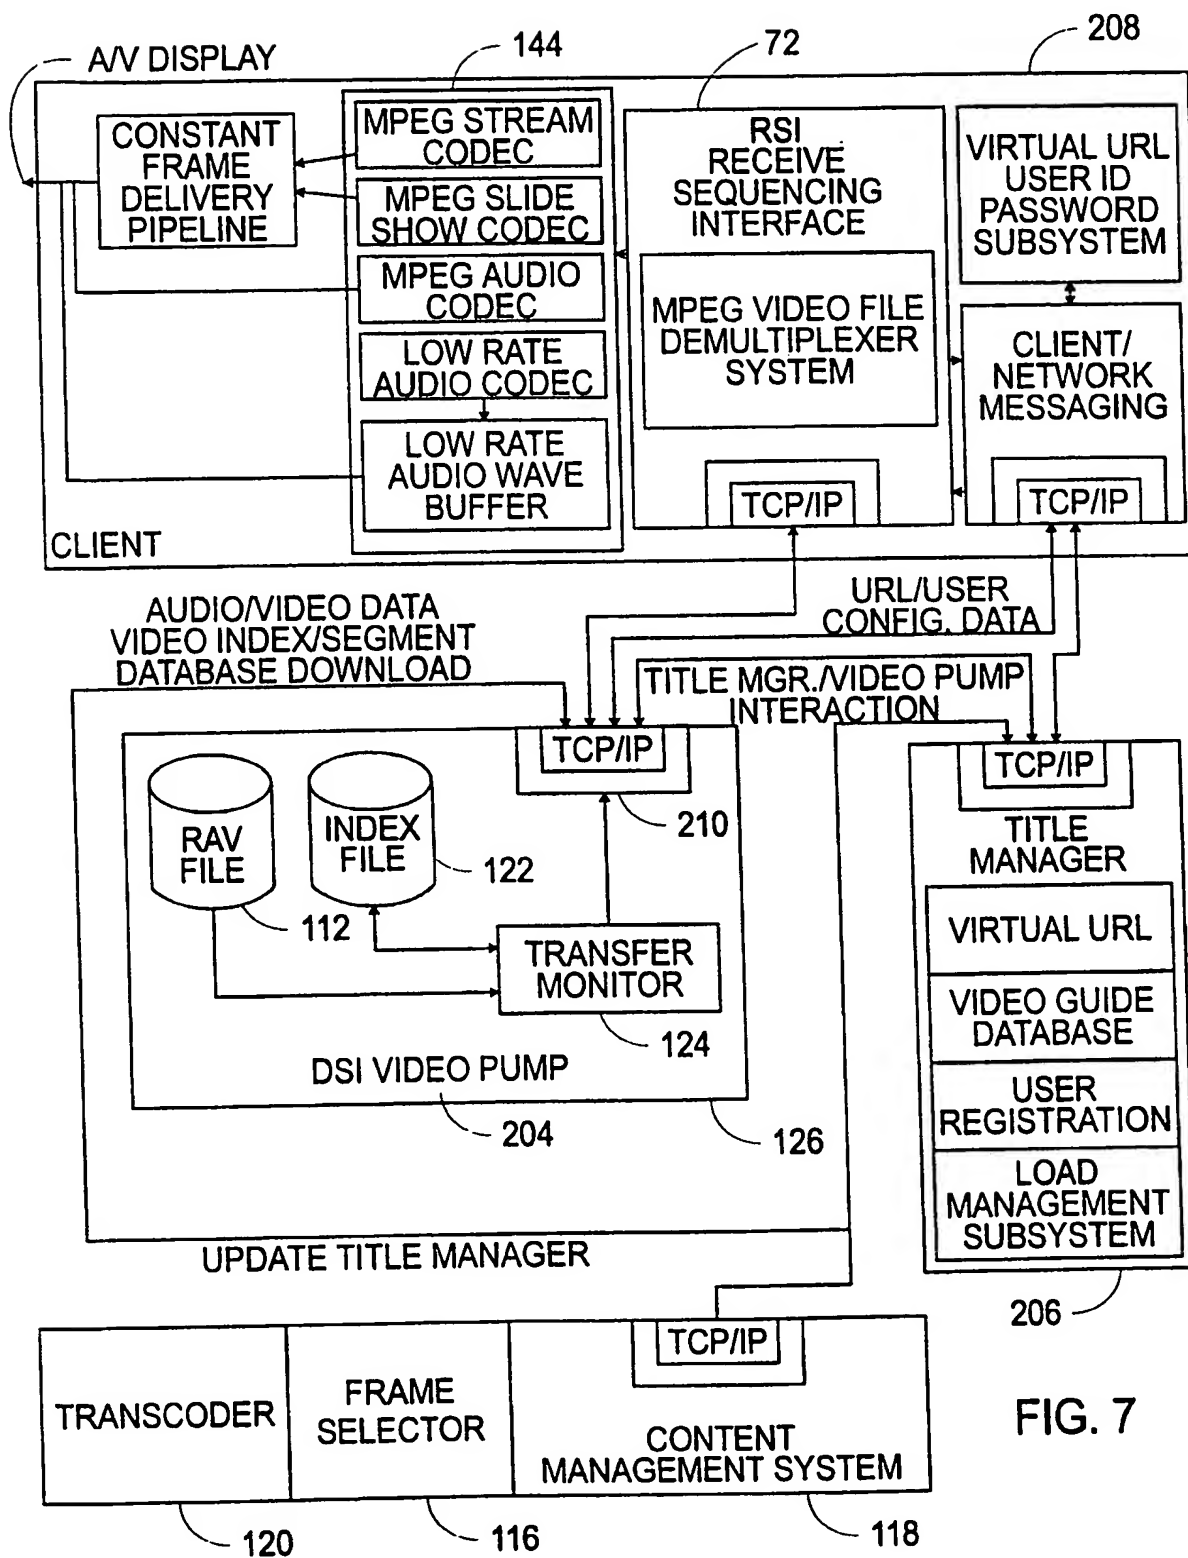 A/V DISPLAY
144
72
208
CONSTANT
FRAME
DELIVERY
PIPELINE
MPEG STREAM
CODEC
MPEG SLIDE
SHOW CODEC
MPEG AUDIO
CODEC
LOW RATE
AUDIO CODEC
LOW RATE
AUDIO WAVE
BUFFER
RSI
RECEIVE
SEQUENCING
INTERFACE
MPEG VIDEO FILE
DEMULTIPLEXER
SYSTEM
TCP/IP
VIRTUAL URL
USER ID
PASSWORD
SUBSYSTEM
CLIENT/
NETWORK
MESSAGING
TCP/IP
CLIENT
AUDIO/VIDEO DATA
VIDEO INDEX/SEGMENT
DATABASE DOWNLOAD
URL/USER
CONFIG. DATA
TITLE MGR./VIDEO PUMP
INTERACTION
TCP/IP
210
RAV
FILE
112
INDEX
FILE
122
TRANSFER
MONITOR
124
DSI VIDEO PUMP
204
126
TCP/IP
TITLE
MANAGER
VIRTUAL URL
VIDEO GUIDE
DATABASE
USER
REGISTRATION
LOAD
MANAGEMENT
SUBSYSTEM
206
UPDATE TITLE MANAGER
TRANSCODER
FRAME
SELECTOR
TCP/IP
CONTENT
MANAGEMENT SYSTEM
120
116
118
FIG. 7